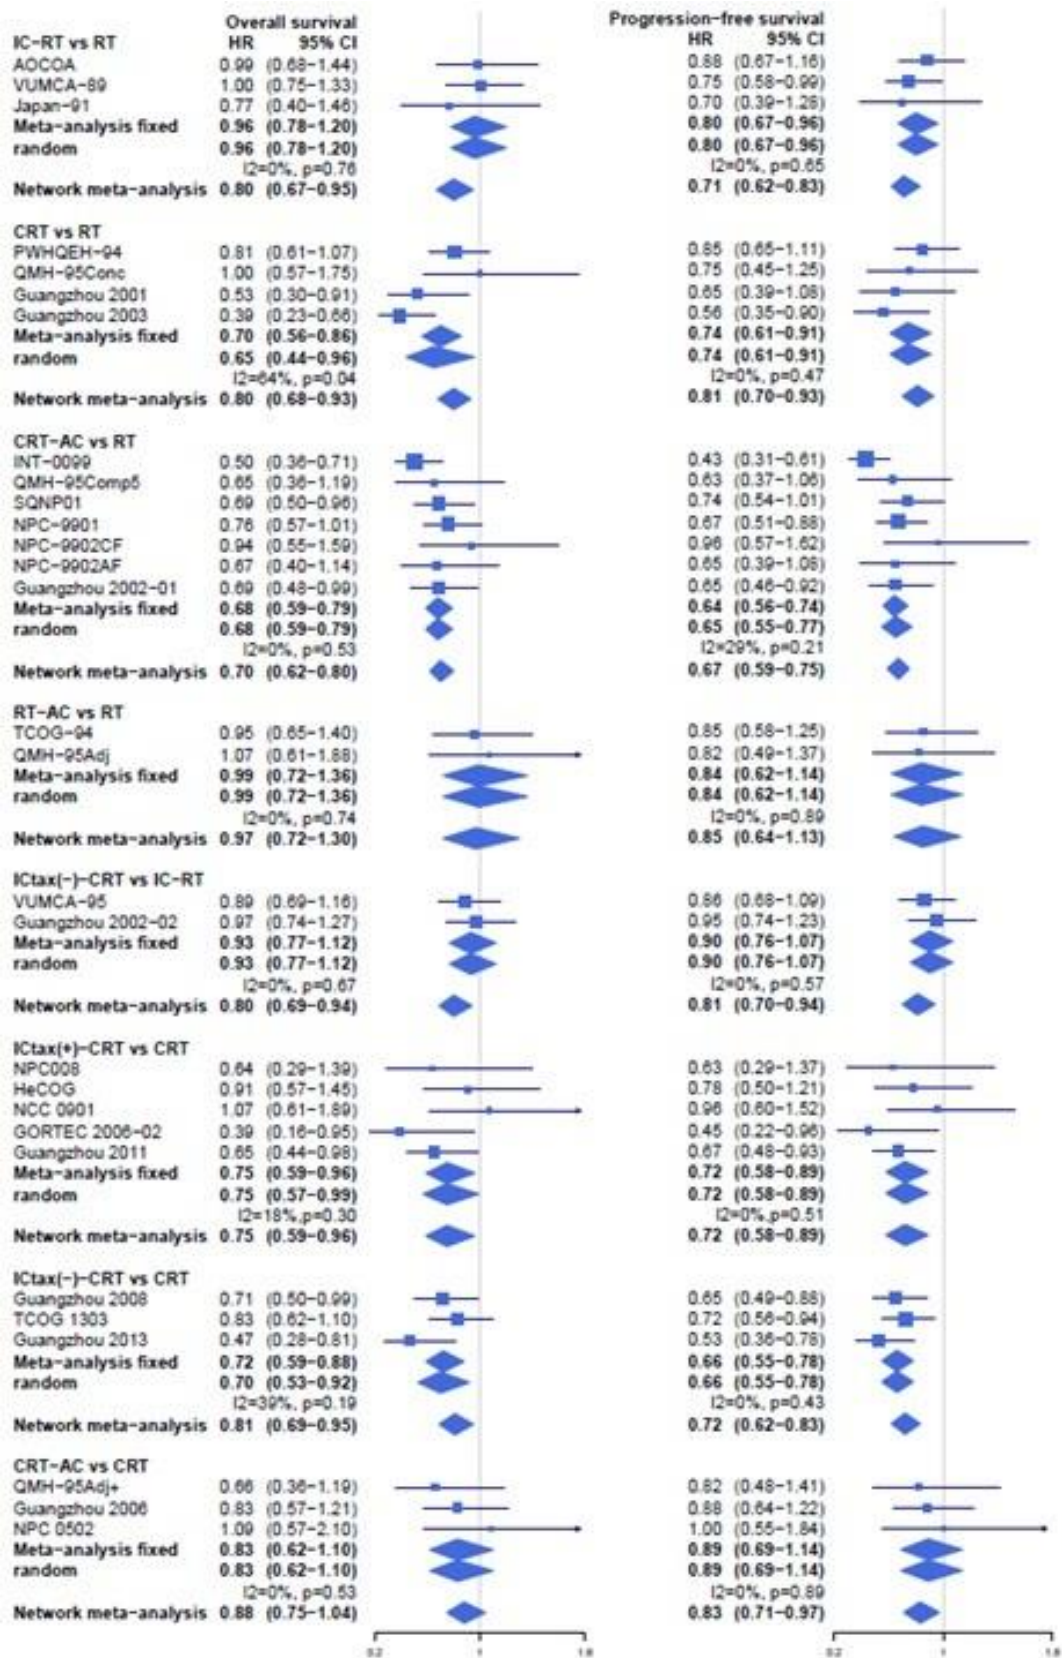 Overall survival Progression-free survival
IC-RT vs RT HR 95% CI HR 95% CI
AOCOA 0.99 (0.68-1.44) 0.88 (0.67-1.16)
VUMCA-89 1.00 (0.75-1.33) 0.75 (0.58-0.99)
Japan-91 0.77 (0.40-1.46) 0.70 (0.39-1.28)
Meta-analysis fixed 0.96 (0.78-1.20) 0.80 (0.67-0.96)
random 0.96 (0.78-1.20) 0.80 (0.67-0.96)
I2=0%, p=0.76 I2=0%, p=0.65
Network meta-analysis 0.80 (0.67-0.95) 0.71 (0.62-0.83)
CRT vs RT
PWHQEH-94 0.81 (0.61-1.07) 0.85 (0.65-1.11)
QMH-95Conc 1.00 (0.57-1.75) 0.75 (0.45-1.25)
Guangzhou 2001 0.53 (0.30-0.91) 0.65 (0.39-1.08)
Guangzhou 2003 0.39 (0.23-0.66) 0.56 (0.35-0.90)
Meta-analysis fixed 0.70 (0.56-0.86) 0.74 (0.61-0.91)
random 0.65 (0.44-0.96) 0.74 (0.61-0.91)
I2=64%, p=0.04 I2=0%, p=0.47
Network meta-analysis 0.80 (0.68-0.93) 0.81 (0.70-0.93)
CRT-AC vs RT
INT-0099 0.50 (0.36-0.71) 0.43 (0.31-0.61)
QMH-95Comp5 0.65 (0.36-1.19) 0.63 (0.37-1.06)
SQNP01 0.69 (0.50-0.96) 0.74 (0.54-1.01)
NPC-9901 0.76 (0.57-1.01) 0.67 (0.51-0.88)
NPC-9902CF 0.94 (0.55-1.59) 0.96 (0.57-1.62)
NPC-9902AF 0.67 (0.40-1.14) 0.65 (0.39-1.08)
Guangzhou 2002-01 0.69 (0.48-0.99) 0.65 (0.46-0.92)
Meta-analysis fixed 0.68 (0.59-0.79) 0.64 (0.56-0.74)
random 0.68 (0.59-0.79) 0.65 (0.55-0.77)
I2=0%, p=0.53 I2=29%, p=0.21
Network meta-analysis 0.70 (0.62-0.80) 0.67 (0.59-0.75)
RT-AC vs RT
TCOG-94 0.95 (0.65-1.40) 0.85 (0.58-1.25)
QMH-95Adj 1.07 (0.61-1.88) 0.82 (0.49-1.37)
Meta-analysis fixed 0.99 (0.72-1.36) 0.84 (0.62-1.14)
random 0.99 (0.72-1.36) 0.84 (0.62-1.14)
I2=0%, p=0.74 I2=0%, p=0.89
Network meta-analysis 0.97 (0.72-1.30) 0.85 (0.64-1.13)
ICtax(-)-CRT vs IC-RT
VUMCA-95 0.89 (0.69-1.16) 0.86 (0.68-1.09)
Guangzhou 2002-02 0.97 (0.74-1.27) 0.95 (0.74-1.23)
Meta-analysis fixed 0.93 (0.77-1.12) 0.90 (0.76-1.07)
random 0.93 (0.77-1.12) 0.90 (0.76-1.07)
I2=0%, p=0.67 I2=0%, p=0.57
Network meta-analysis 0.80 (0.69-0.94) 0.81 (0.70-0.94)
ICtax(+)-CRT vs CRT
NPC008 0.64 (0.29-1.39) 0.63 (0.29-1.37)
HeCOG 0.91 (0.57-1.45) 0.78 (0.50-1.21)
NCC 0901 1.07 (0.61-1.89) 0.96 (0.60-1.52)
GORTEC 2006-02 0.39 (0.16-0.95) 0.45 (0.22-0.96)
Guangzhou 2011 0.65 (0.44-0.98) 0.67 (0.48-0.93)
Meta-analysis fixed 0.75 (0.59-0.96) 0.72 (0.58-0.89)
random 0.75 (0.57-0.99) 0.72 (0.58-0.89)
I2=18%,p=0.30 I2=0%,p=0.51
Network meta-analysis 0.75 (0.59-0.96) 0.72 (0.58-0.89)
ICtax(-)-CRT vs CRT
Guangzhou 2008 0.71 (0.50-0.99) 0.65 (0.49-0.88)
TCOG 1303 0.83 (0.62-1.10) 0.72 (0.56-0.94)
Guangzhou 2013 0.47 (0.28-0.81) 0.53 (0.36-0.78)
Meta-analysis fixed 0.72 (0.59-0.88) 0.66 (0.55-0.78)
random 0.70 (0.53-0.92) 0.66 (0.55-0.78)
I2=39%, p=0.19 I2=0%, p=0.43
Network meta-analysis 0.81 (0.69-0.95) 0.72 (0.62-0.83)
CRT-AC vs CRT
QMH-95Adj+ 0.66 (0.36-1.19) 0.82 (0.48-1.41)
Guangzhou 2006 0.83 (0.57-1.21) 0.88 (0.64-1.22)
NPC 0502 1.09 (0.57-2.10) 1.00 (0.55-1.84)
Meta-analysis fixed 0.83 (0.62-1.10) 0.89 (0.69-1.14)
random 0.83 (0.62-1.10) 0.89 (0.69-1.14)
I2=0%, p=0.53 I2=0%, p=0.89
Network meta-analysis 0.88 (0.75-1.04) 0.83 (0.71-0.97)
0.2 1 1.8 0.2 1 1.8